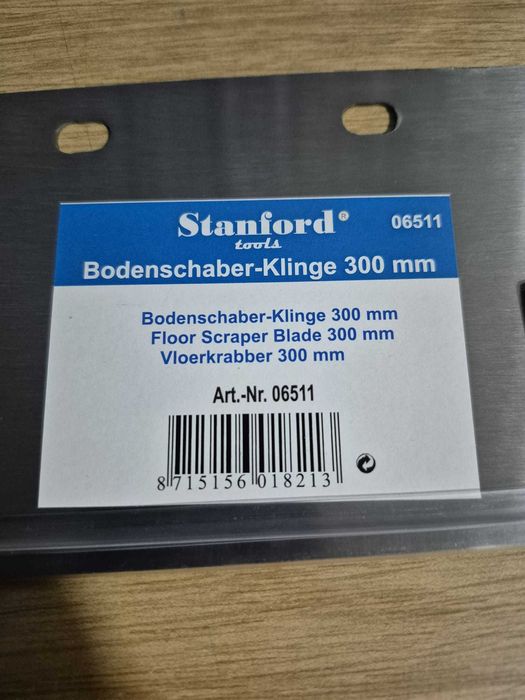 Stanford® 06511
tools
Bodenschaber-Klinge 300 mm
Bodenschaber-Klinge 300 mm
Floor Scraper Blade 300 mm
Vloerkrabber 300 mm
Art.-Nr. 06511
8 715156 018213